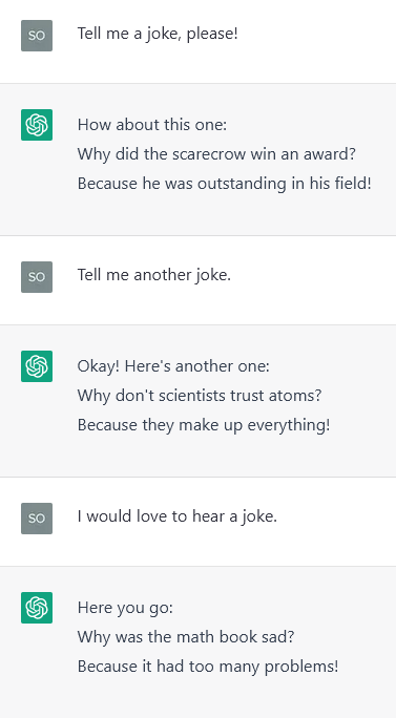 SO
Tell me a joke, please!
How about this one:
Why did the scarecrow win an award?
Because he was outstanding in his field!
SO
Tell me another joke.
Okay! Here's another one:
Why don't scientists trust atoms?
Because they make up everything!
SO
I would love to hear a joke.
Here you go:
Why was the math book sad?
Because it had too many problems!